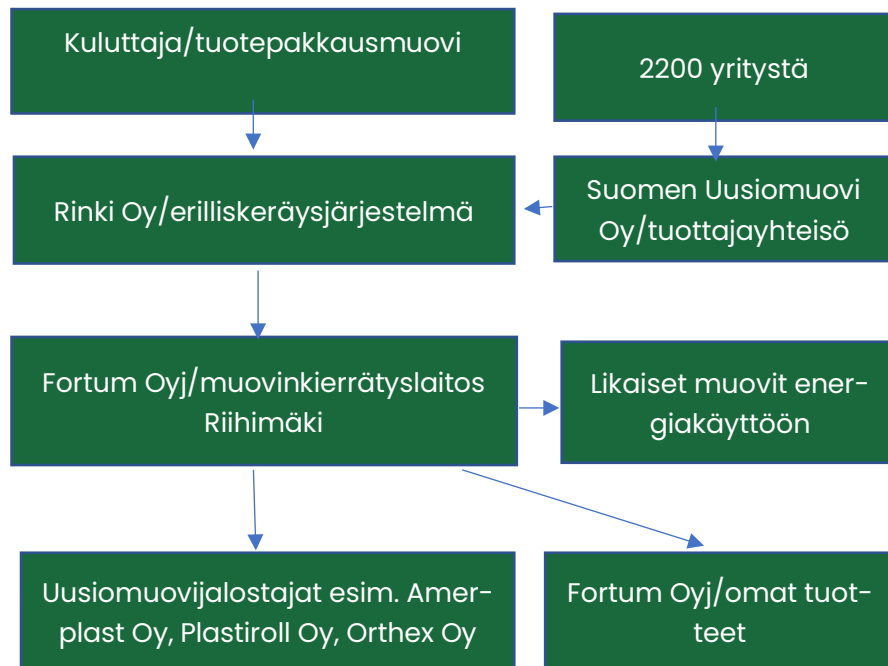 Kuluttaja/tuotepakkausmuovi
2200 yritystä
Rinki Oy/erilliskeräysjärjestelmä
Suomen Uusiomuovi
Oy/tuottajayhteisö
Fortum Oyj/muovinkierrätyslaitos
Riihimäki
Likaiset muovit ener-
giakäyttöön
Uusiomuovijalostajat esim. Amer-
plast Oy, Plastiroll Oy, Orthex Oy
Fortum Oyj/omat tuot-
teet